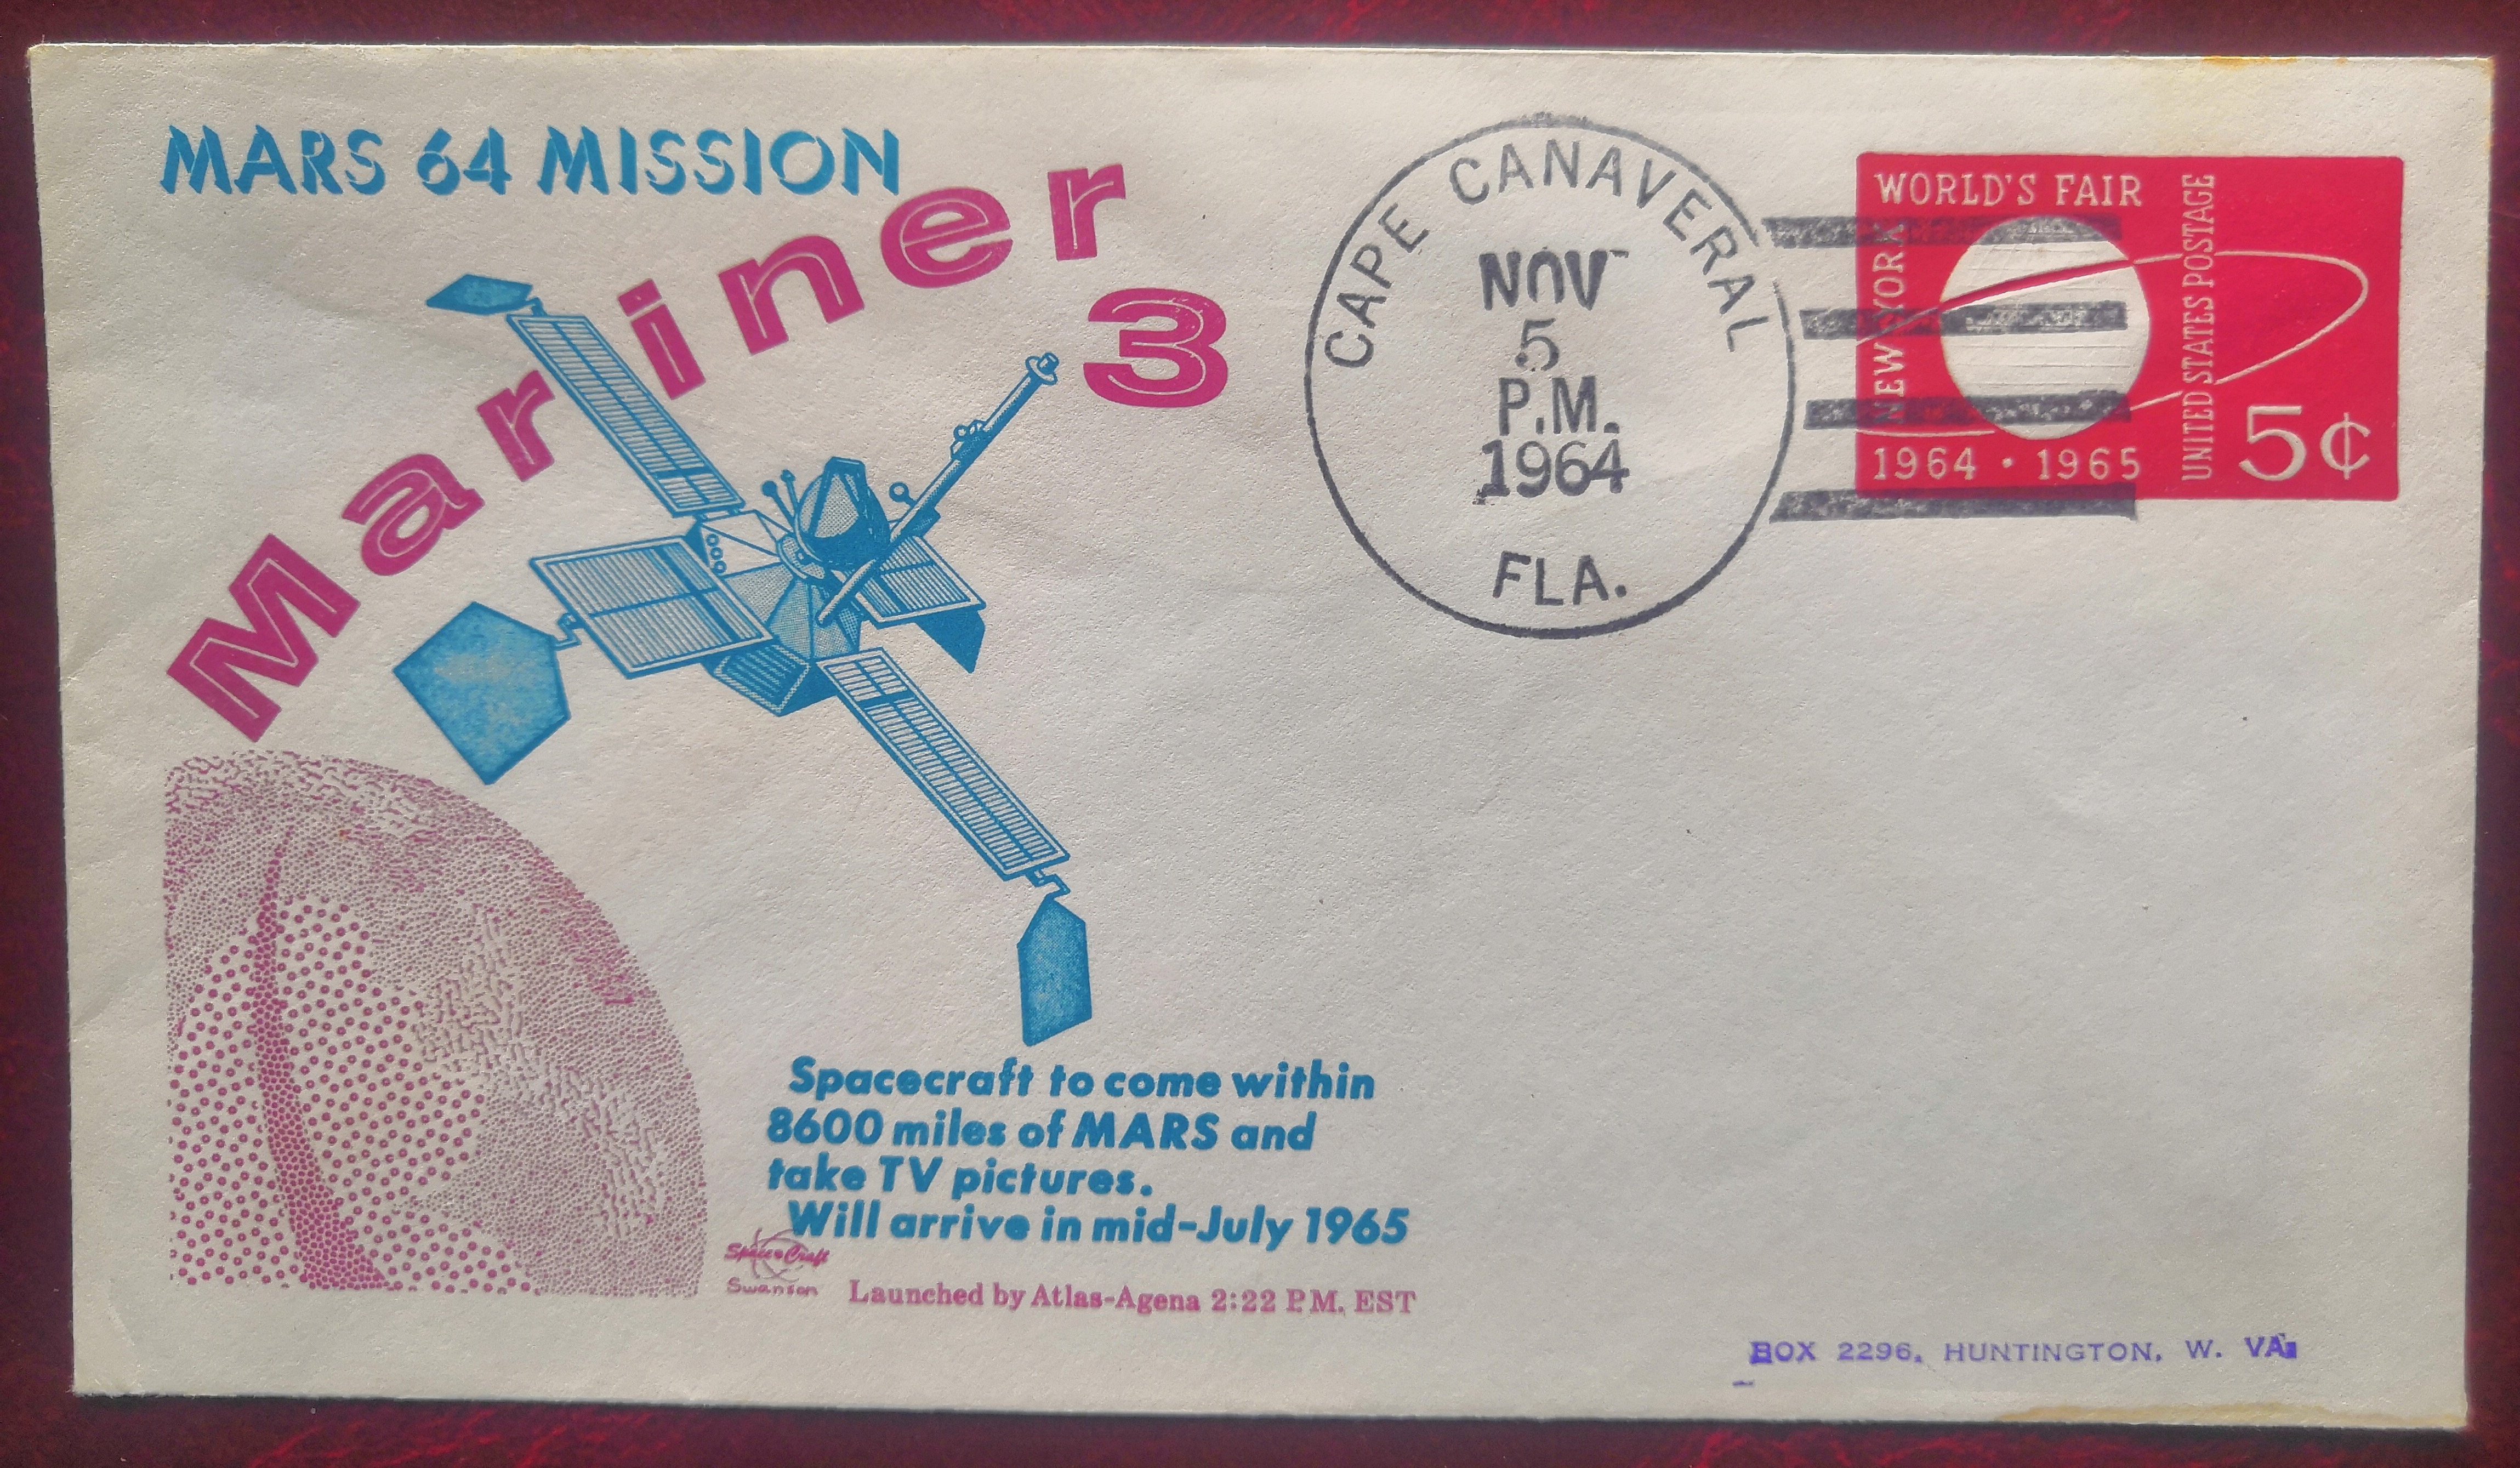 MARS 64 MISSION
Mariner 3
CAPE CANAVERAL
NOV
5
P.M.
1964
FLA.
WORLD'S FAIR
NEW YORK
1964 • 1965
UNITED STATES POSTAGE
5¢
Spacecraft to come within
8600 miles of MARS and
take TV pictures.
Will arrive in mid-July 1965
Space Craft
Swanson
Launched by Atlas-Agena 2:22 P.M. EST
BOX 2296, HUNTINGTON, W. VA.